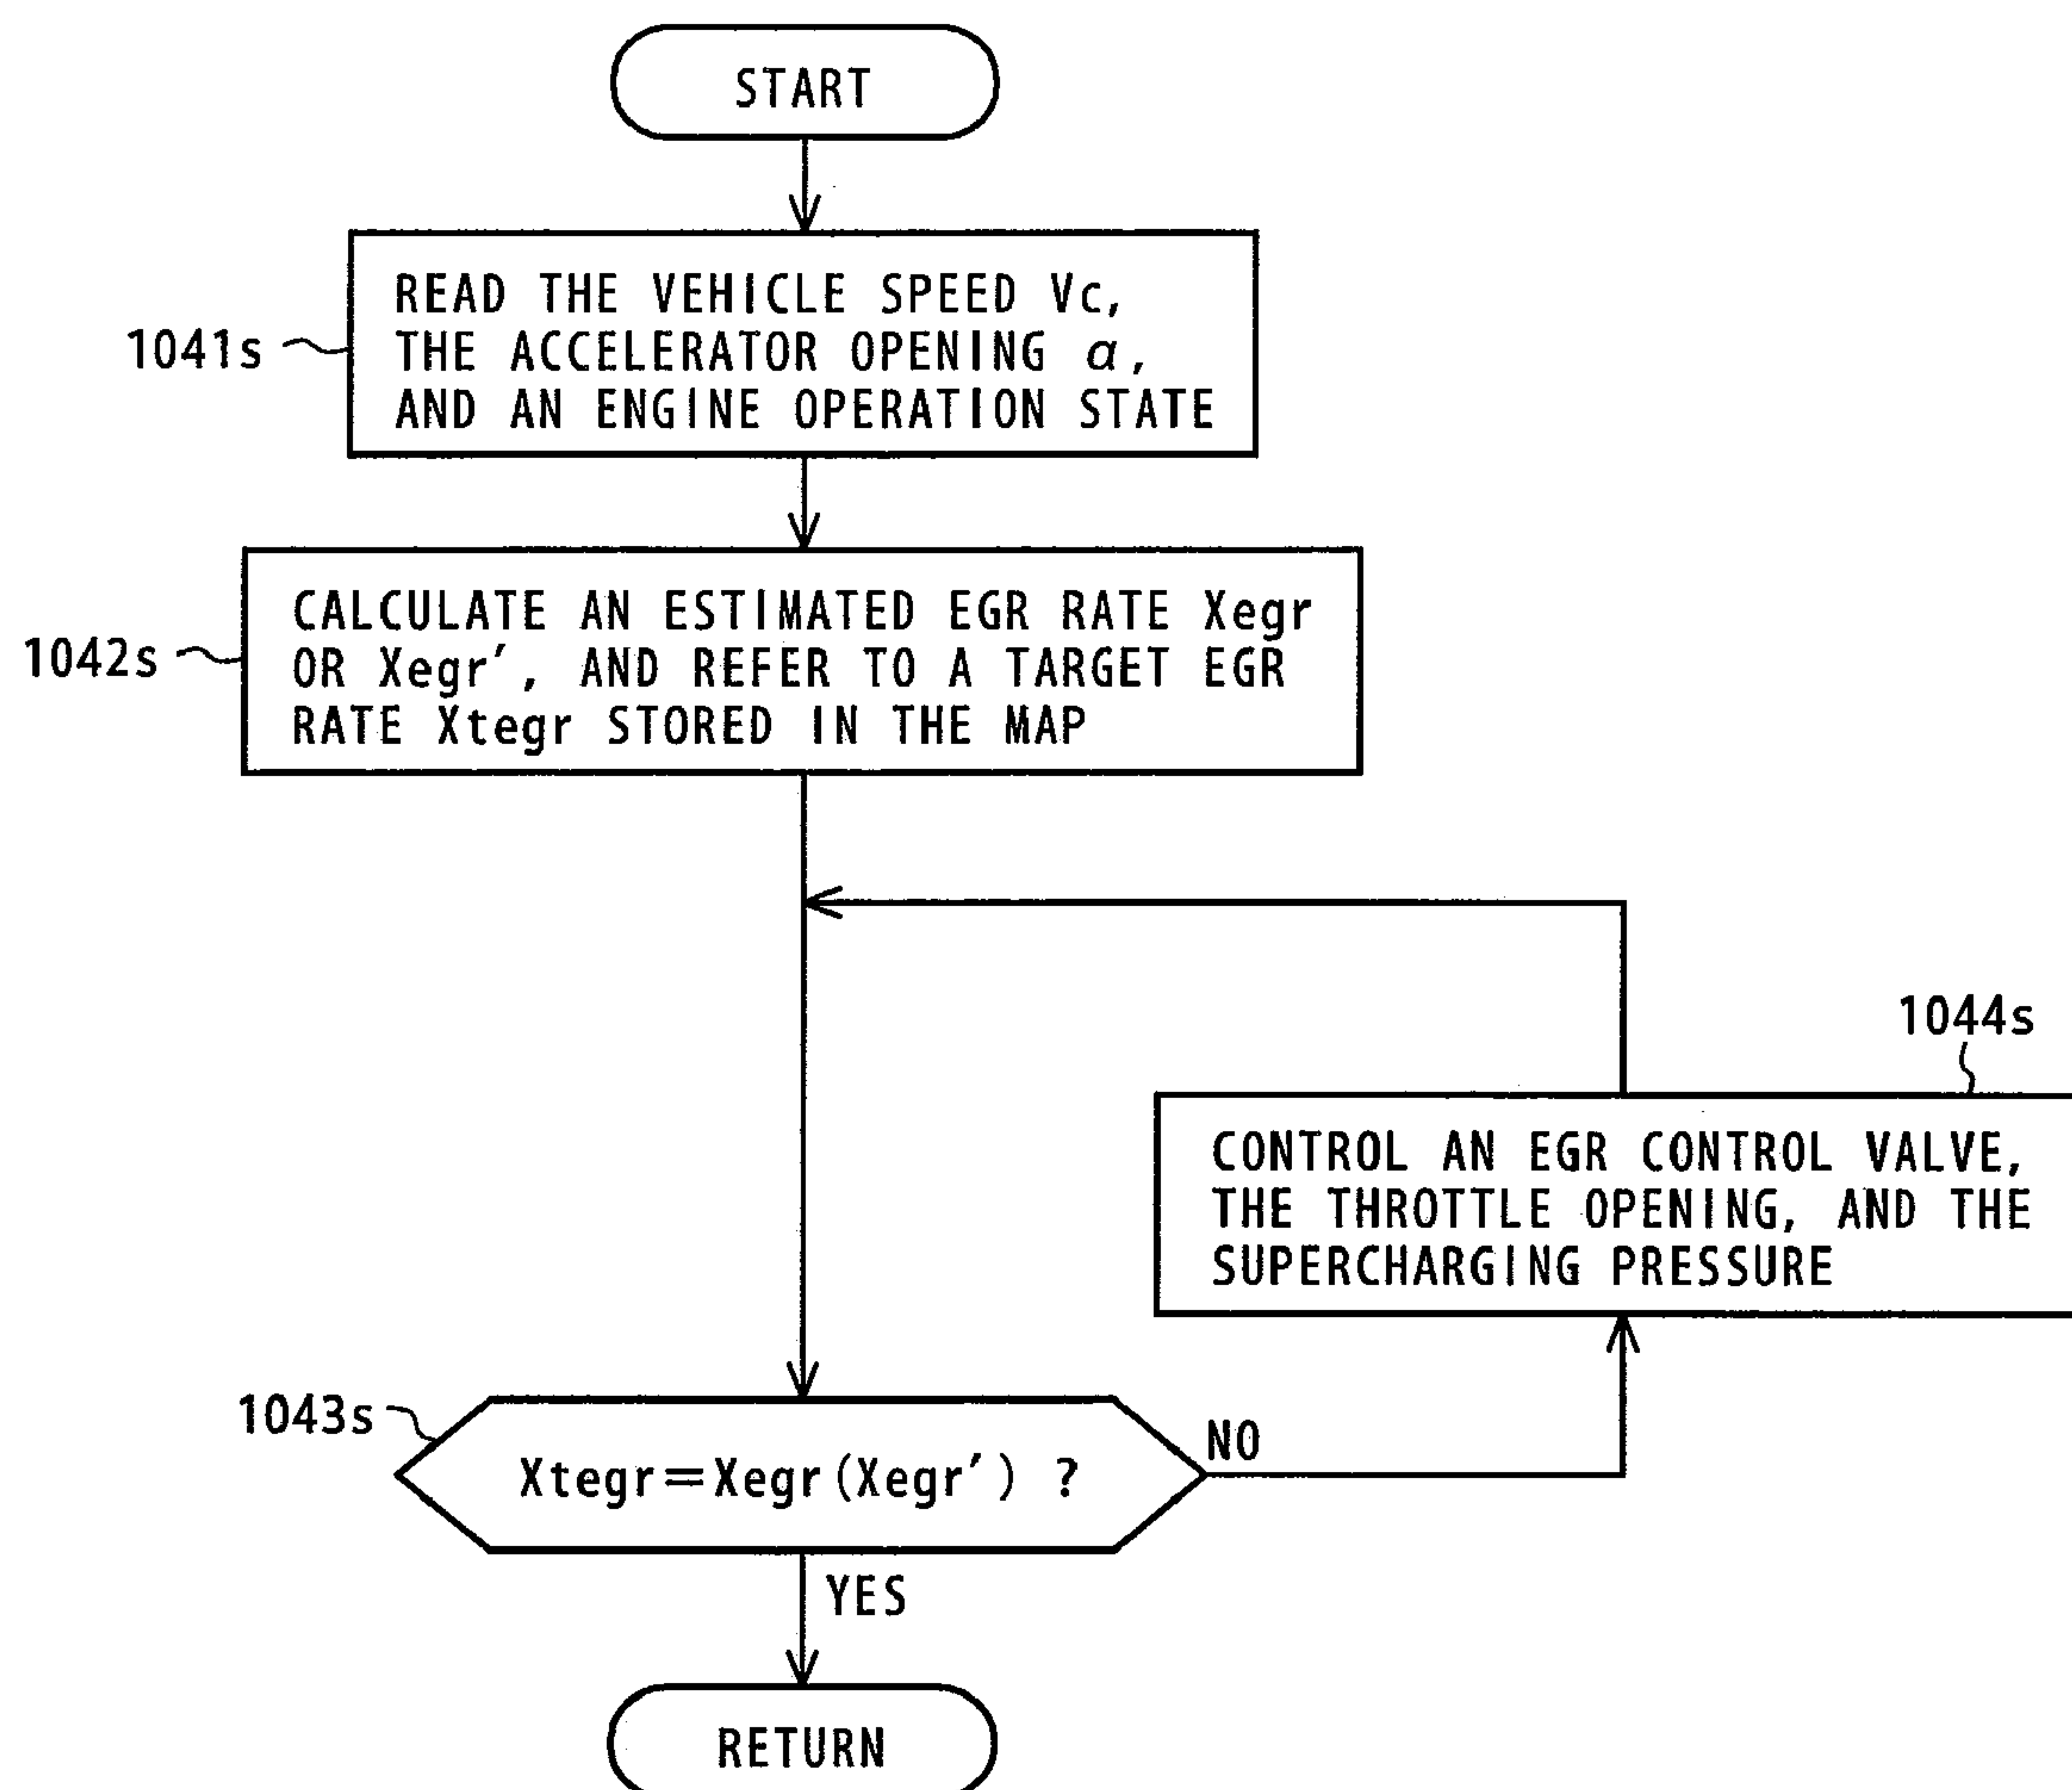 START
1041s
READ THE VEHICLE SPEED Vc,
THE ACCELERATOR OPENING α,
AND AN ENGINE OPERATION STATE
1042s
CALCULATE AN ESTIMATED EGR RATE Xegr
OR Xegr′, AND REFER TO A TARGET EGR
RATE Xtegr STORED IN THE MAP
1044s
CONTROL AN EGR CONTROL VALVE,
THE THROTTLE OPENING, AND THE
SUPERCHARGING PRESSURE
1043s
Xtegr=Xegr(Xegr′) ?
NO
YES
RETURN